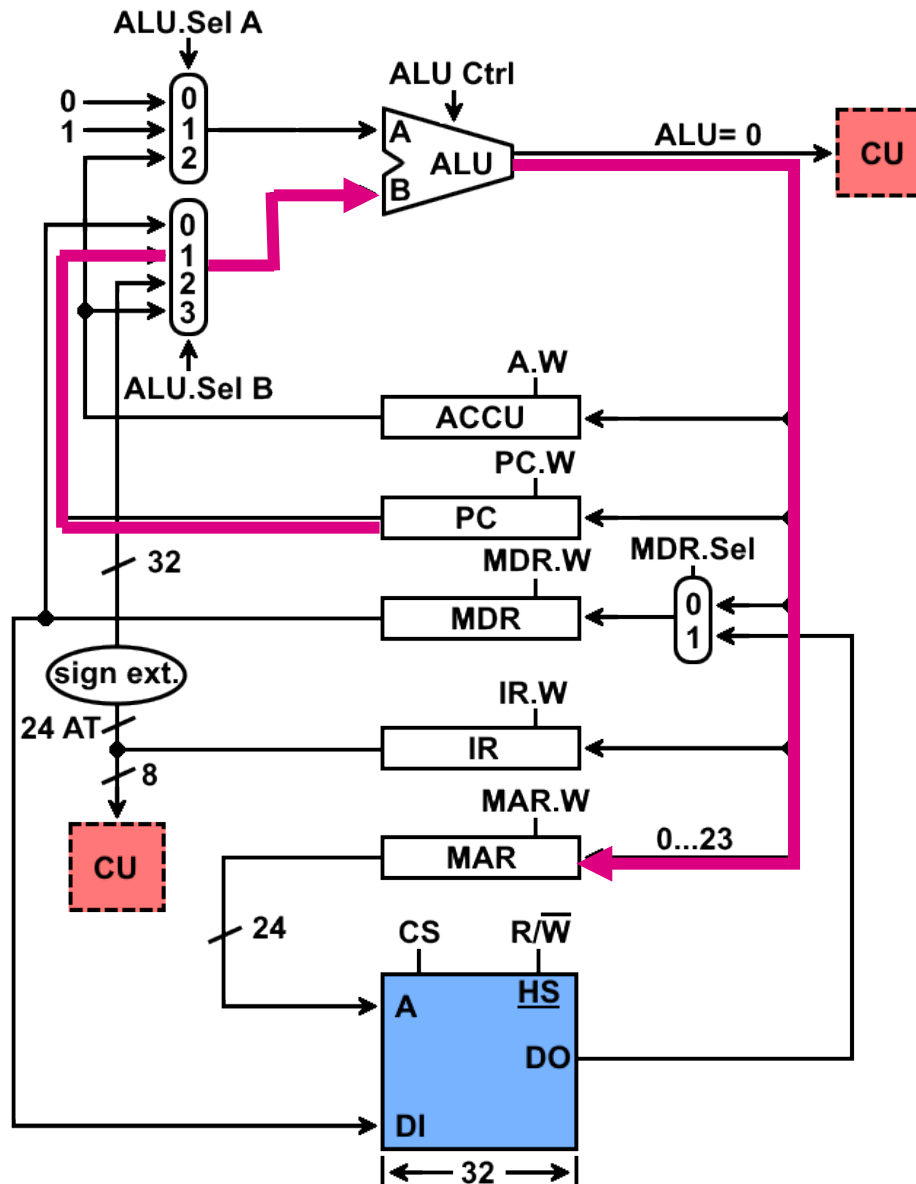 ALU.Sel A
ALU Ctrl
0
1
0
1
2
A
B
ALU
ALU= 0
CU
0
1
2
3
ALU.Sel B
A.W
ACCU
PC.W
PC
32
MDR.W
MDR.Sel
MDR
0
1
sign ext.
24 AT
IR.W
IR
8
MAR.W
CU
MAR
0...23
24
CS
R/W̅
A
HS
DO
DI
32